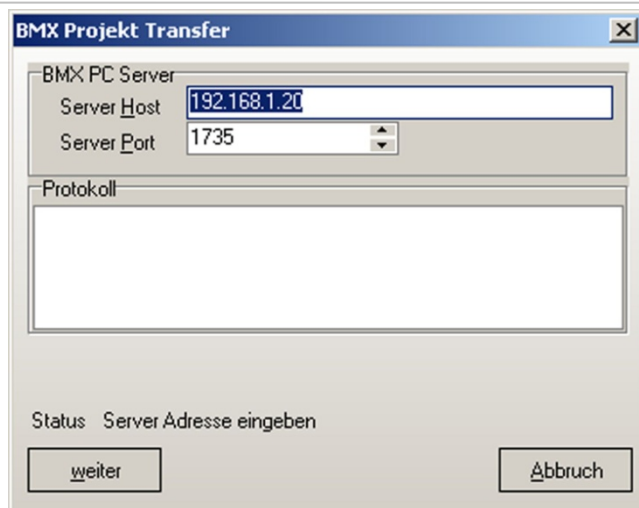 BMX Projekt Transfer
BMX PC Server
Server Host 192.168.1.20
Server Port 1735
Protokoll
Status Server Adresse eingeben
weiter Abbruch